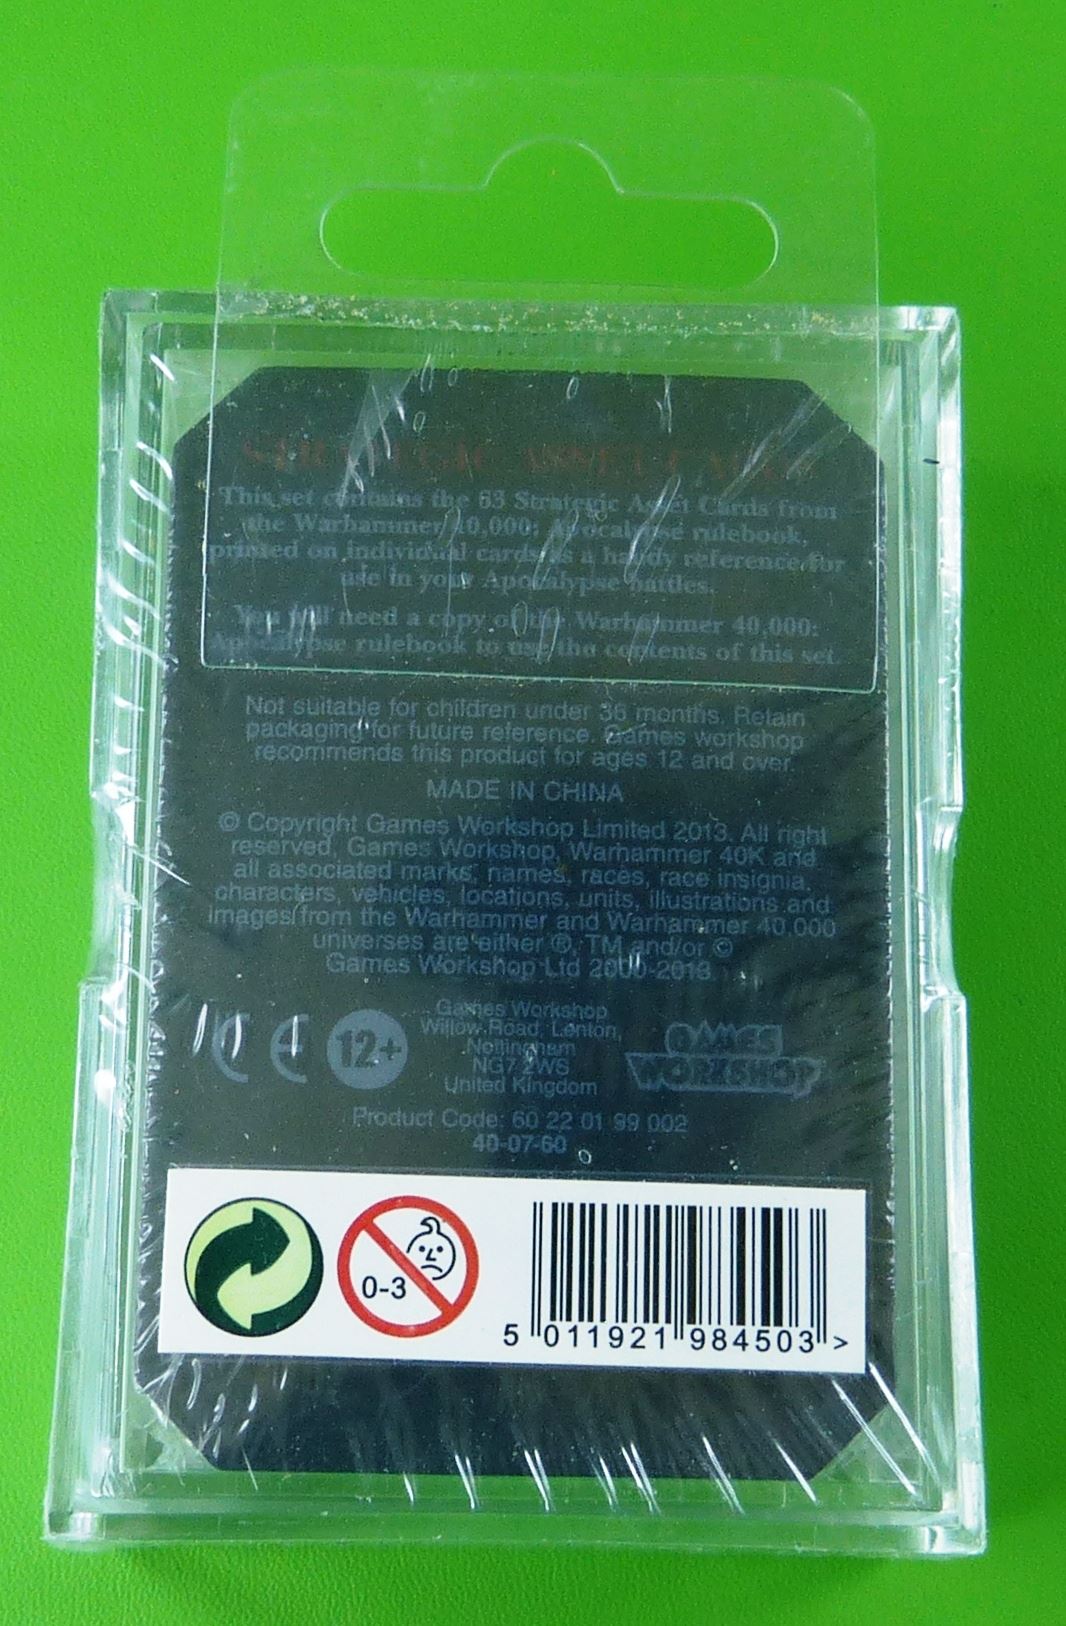 STRATEGIC ASSET CARDS
This set contains the 63 Strategic Asset Cards from
the Warhammer 40,000: Apocalypse rulebook,
printed on individual cards as a handy reference for
use in your Apocalypse battles.
You will need a copy of the Warhammer 40,000:
Apocalypse rulebook to use the contents of this set.
Not suitable for children under 36 months. Retain
packaging for future reference. Games workshop
recommends this product for ages 12 and over.
MADE IN CHINA
© Copyright Games Workshop Limited 2013. All right
reserved. Games Workshop, Warhammer 40K and
all associated marks, names, races, race insignia,
characters, vehicles, locations, units, illustrations and
images from the Warhammer and Warhammer 40,000
universes are either ®, TM and/or ©
Games Workshop Ltd 2000-2013
CE 12+
Games Workshop
Willow Road, Lenton,
Nottingham
NG7 2WS
United Kingdom
GAMES
WORKSHOP
Product Code: 60 22 01 99 002
40-07-60
0-3
5 011921 984503 >